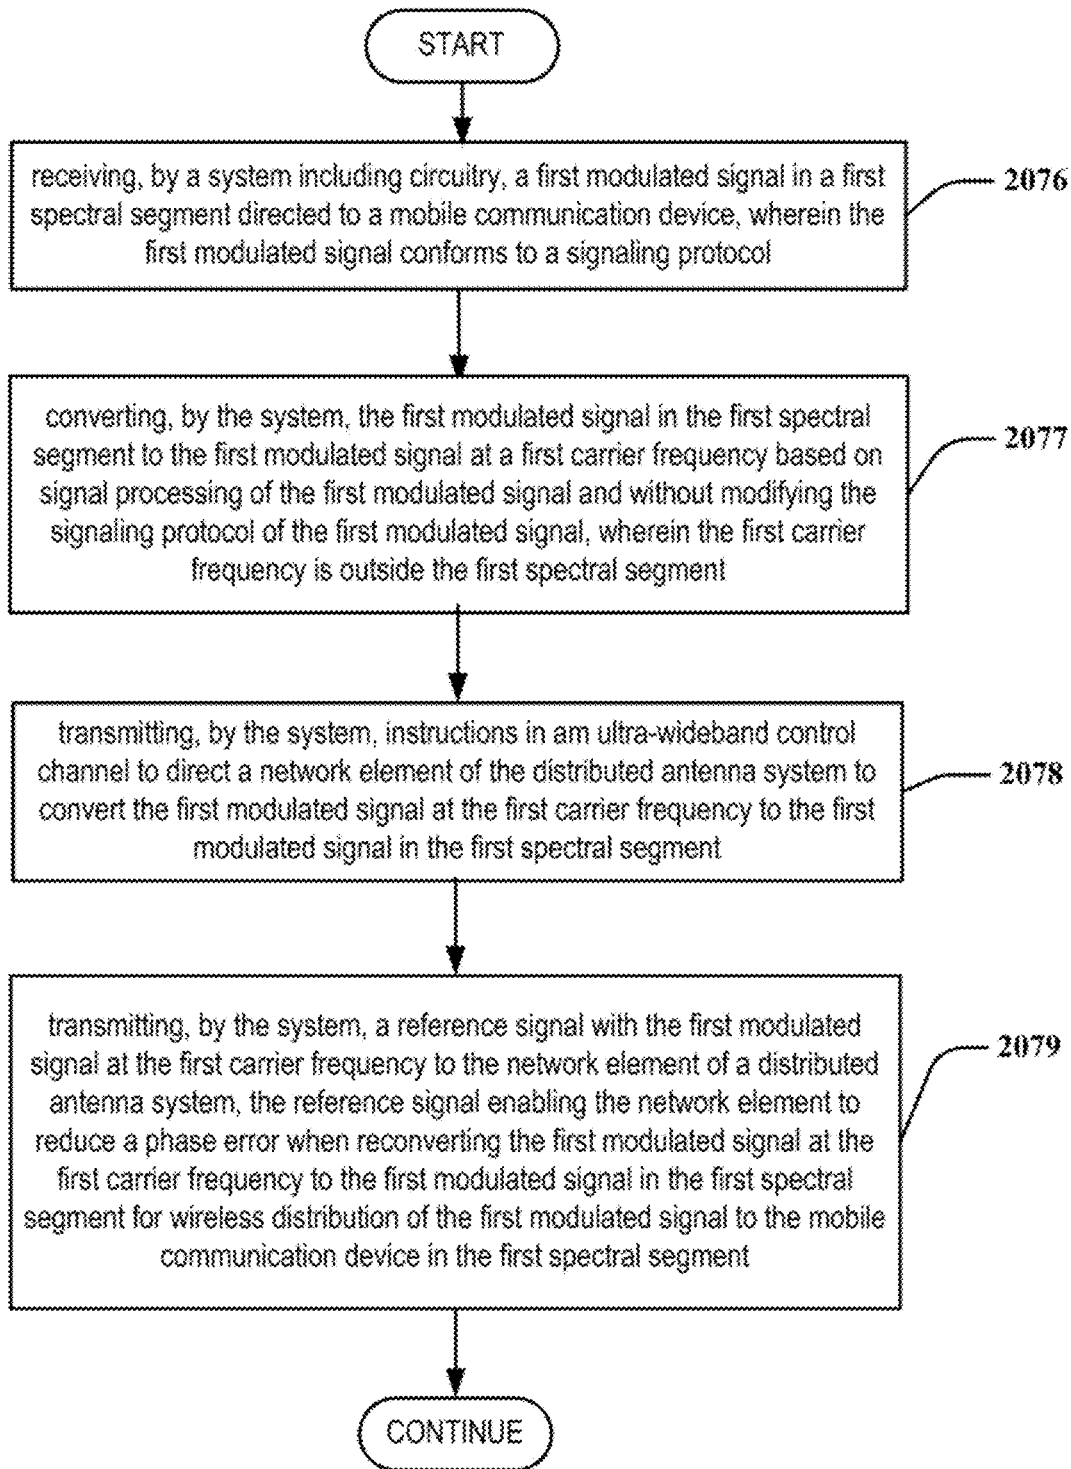 START
receiving, by a system including circuitry, a first modulated signal in a first
spectral segment directed to a mobile communication device, wherein the
first modulated signal conforms to a signaling protocol
2076
converting, by the system, the first modulated signal in the first spectral
segment to the first modulated signal at a first carrier frequency based on
signal processing of the first modulated signal and without modifying the
signaling protocol of the first modulated signal, wherein the first carrier
frequency is outside the first spectral segment
2077
transmitting, by the system, instructions in am ultra-wideband control
channel to direct a network element of the distributed antenna system to
convert the first modulated signal at the first carrier frequency to the first
modulated signal in the first spectral segment
2078
transmitting, by the system, a reference signal with the first modulated
signal at the first carrier frequency to the network element of a distributed
antenna system, the reference signal enabling the network element to
reduce a phase error when reconverting the first modulated signal at the
first carrier frequency to the first modulated signal in the first spectral
segment for wireless distribution of the first modulated signal to the mobile
communication device in the first spectral segment
2079
CONTINUE